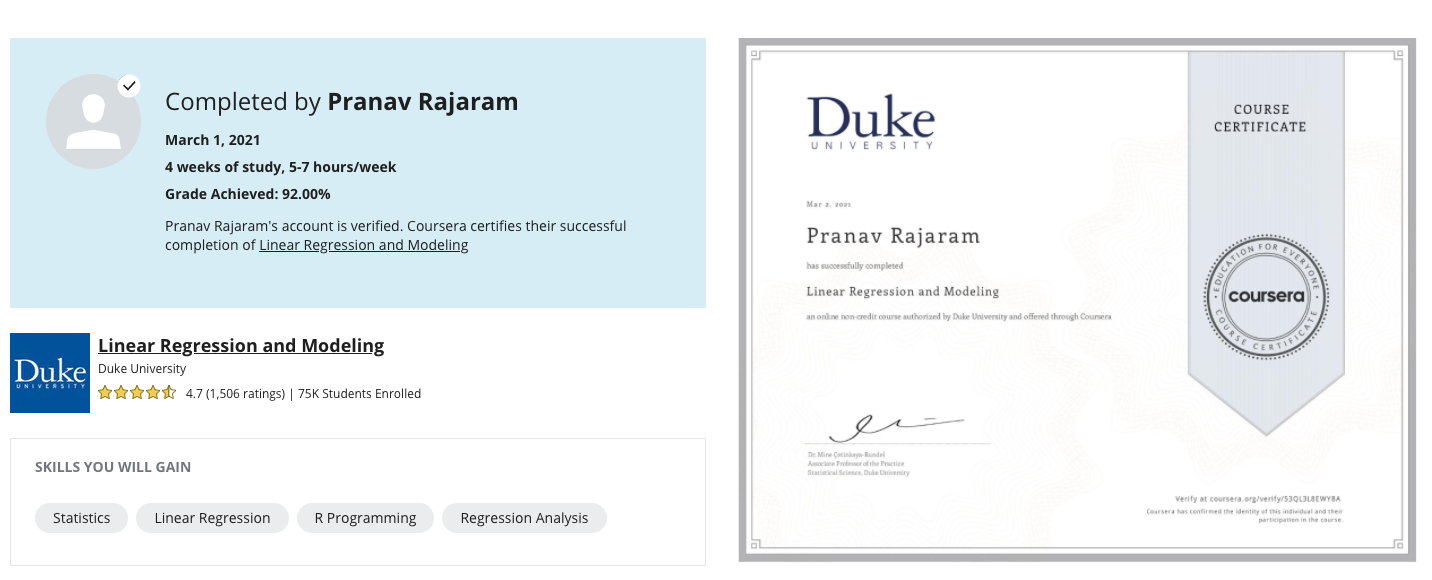 Completed by Pranav Rajaram
March 1, 2021
4 weeks of study, 5-7 hours/week
Grade Achieved: 92.00%
Pranav Rajaram's account is verified. Coursera certifies their successful
completion of Linear Regression and Modeling
Duke
UNIVERSITY
Linear Regression and Modeling
Duke University
4.7 (1,506 ratings) | 75K Students Enrolled
SKILLS YOU WILL GAIN
Statistics
Linear Regression
R Programming
Regression Analysis
Duke
UNIVERSITY
Mar 2, 2021
Pranav Rajaram
has successfully completed
Linear Regression and Modeling
an online non-credit course authorized by Duke University and offered through Coursera
Dr. Mine Çetinkaya-Rundel
Associate Professor of the Practice
Statistical Science, Duke University
COURSE
CERTIFICATE
EDUCATION FOR EVERYONE
coursera
COURSE CERTIFICATE
Verify at coursera.org/verify/53QL3L8EWYBA
Coursera has confirmed the identity of this individual and their
participation in the course.